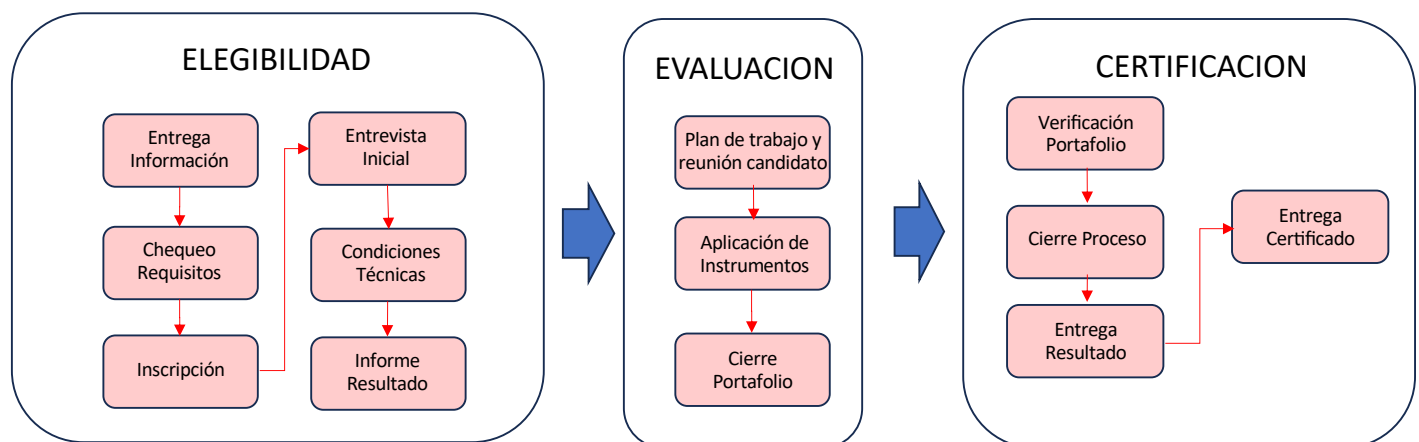 ELEGIBILIDAD
Entrega
Información
Chequeo
Requisitos
Inscripción
Entrevista
Inicial
Condiciones
Técnicas
Informe
Resultado
EVALUACION
Plan de trabajo y
reunión candidato
Aplicación de
Instrumentos
Cierre
Portafolio
CERTIFICACION
Verificación
Portafolio
Cierre Proceso
Entrega
Resultado
Entrega
Certificado